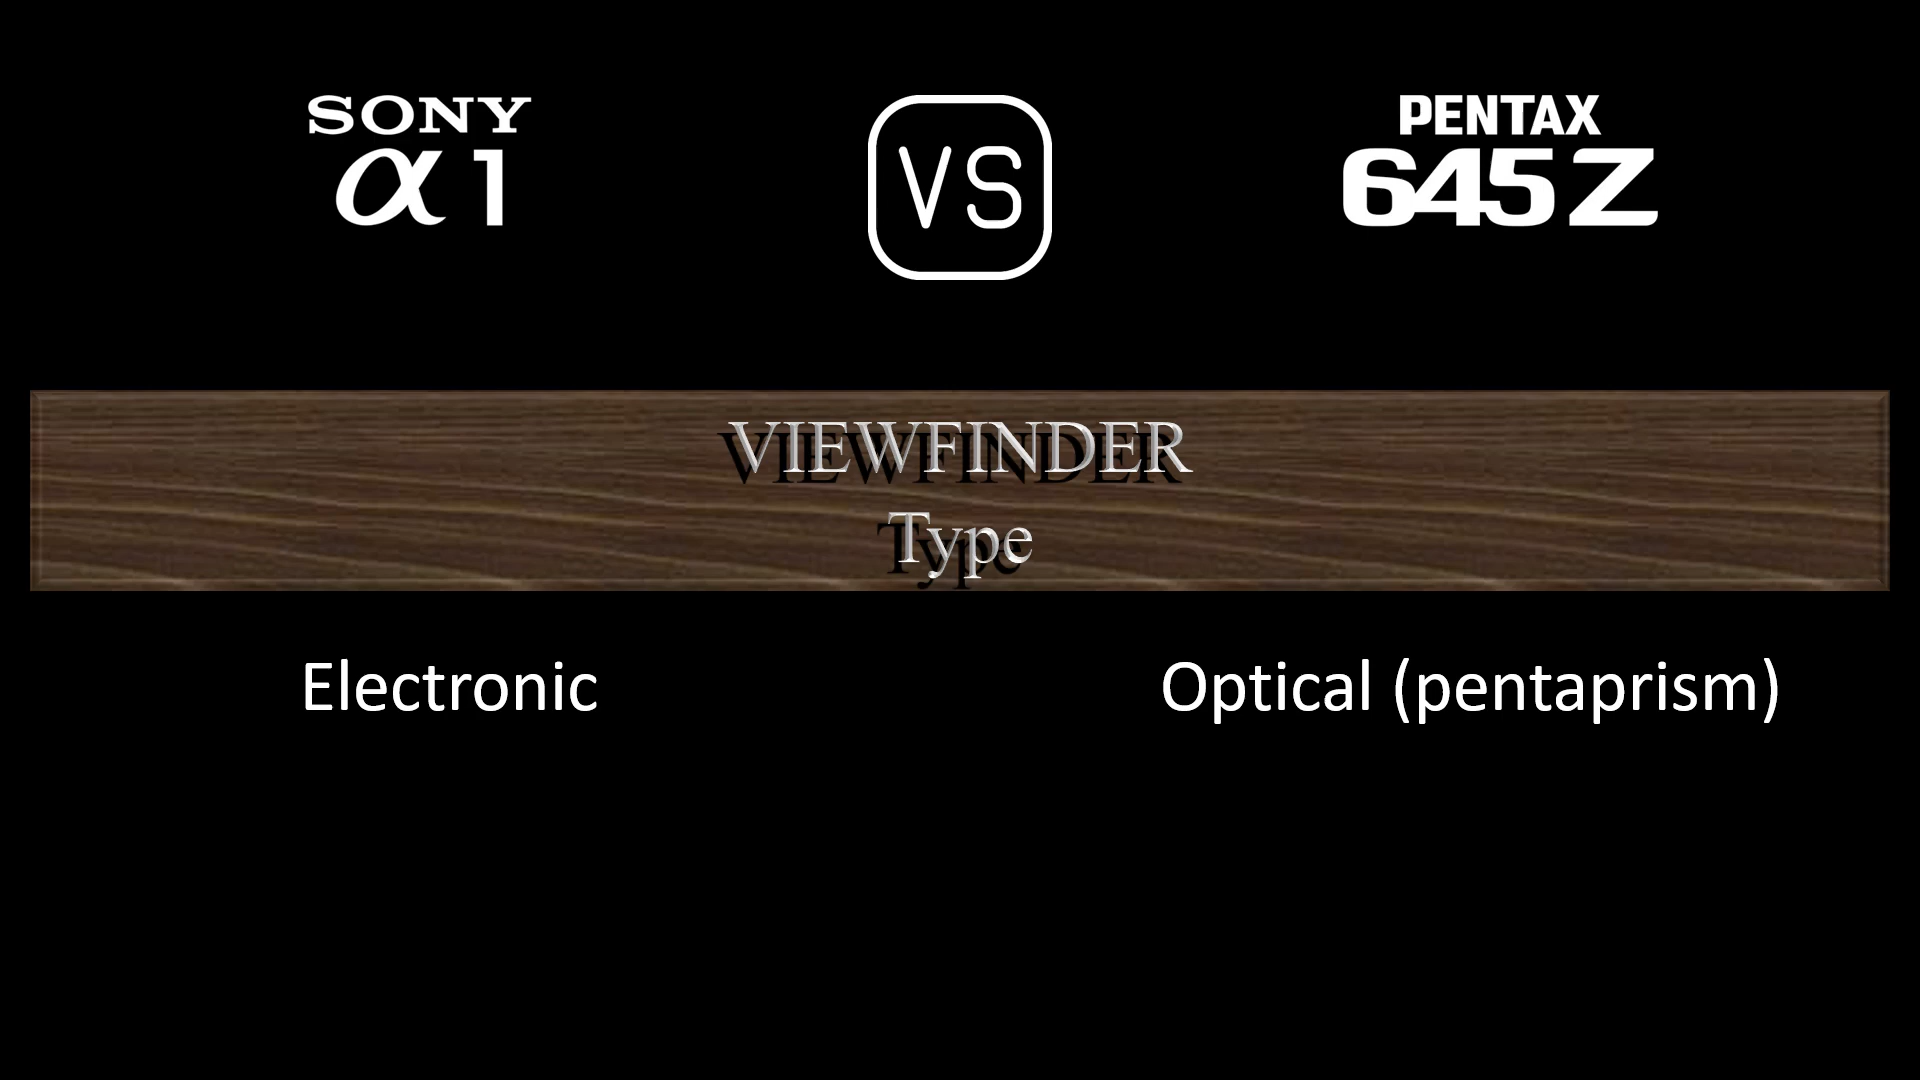 SONY
α1
VS
PENTAX
645Z
VIEWFINDER
Type
Electronic
Optical (pentaprism)